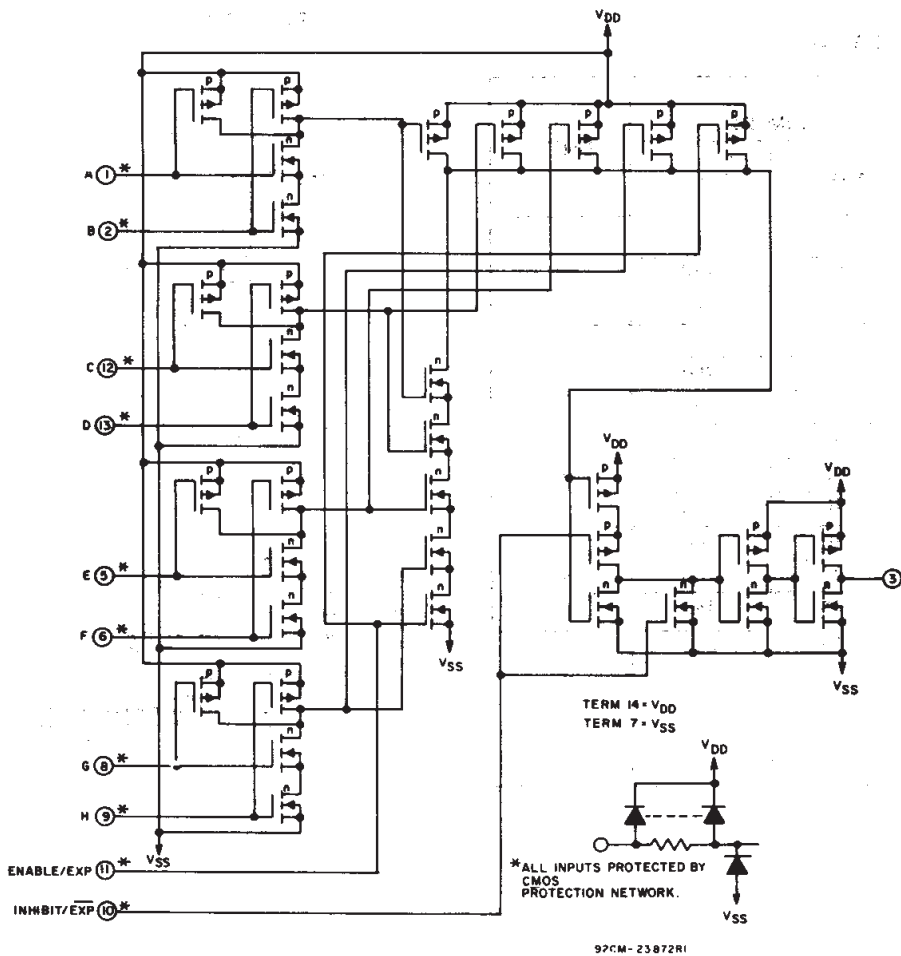 VDD
p p
p p p p p
n
A 1 *
n
B 2 *
p p
C 12 *
n
n
D 13 *
n
n
p p
n
p
VDD
VDD
n
p
p p
E 5 *
n
n
n
n n
3
F 6 *
n
VSS
p p
VSS
TERM 14 = VDD
TERM 7 = VSS
G 8 *
n
VDD
n
H 9 *
VSS
ENABLE/EXP 11 *
*ALL INPUTS PROTECTED BY
CMOS
PROTECTION NETWORK.
INHIBIT/EXP 10 *
VSS
92CM-23872R1